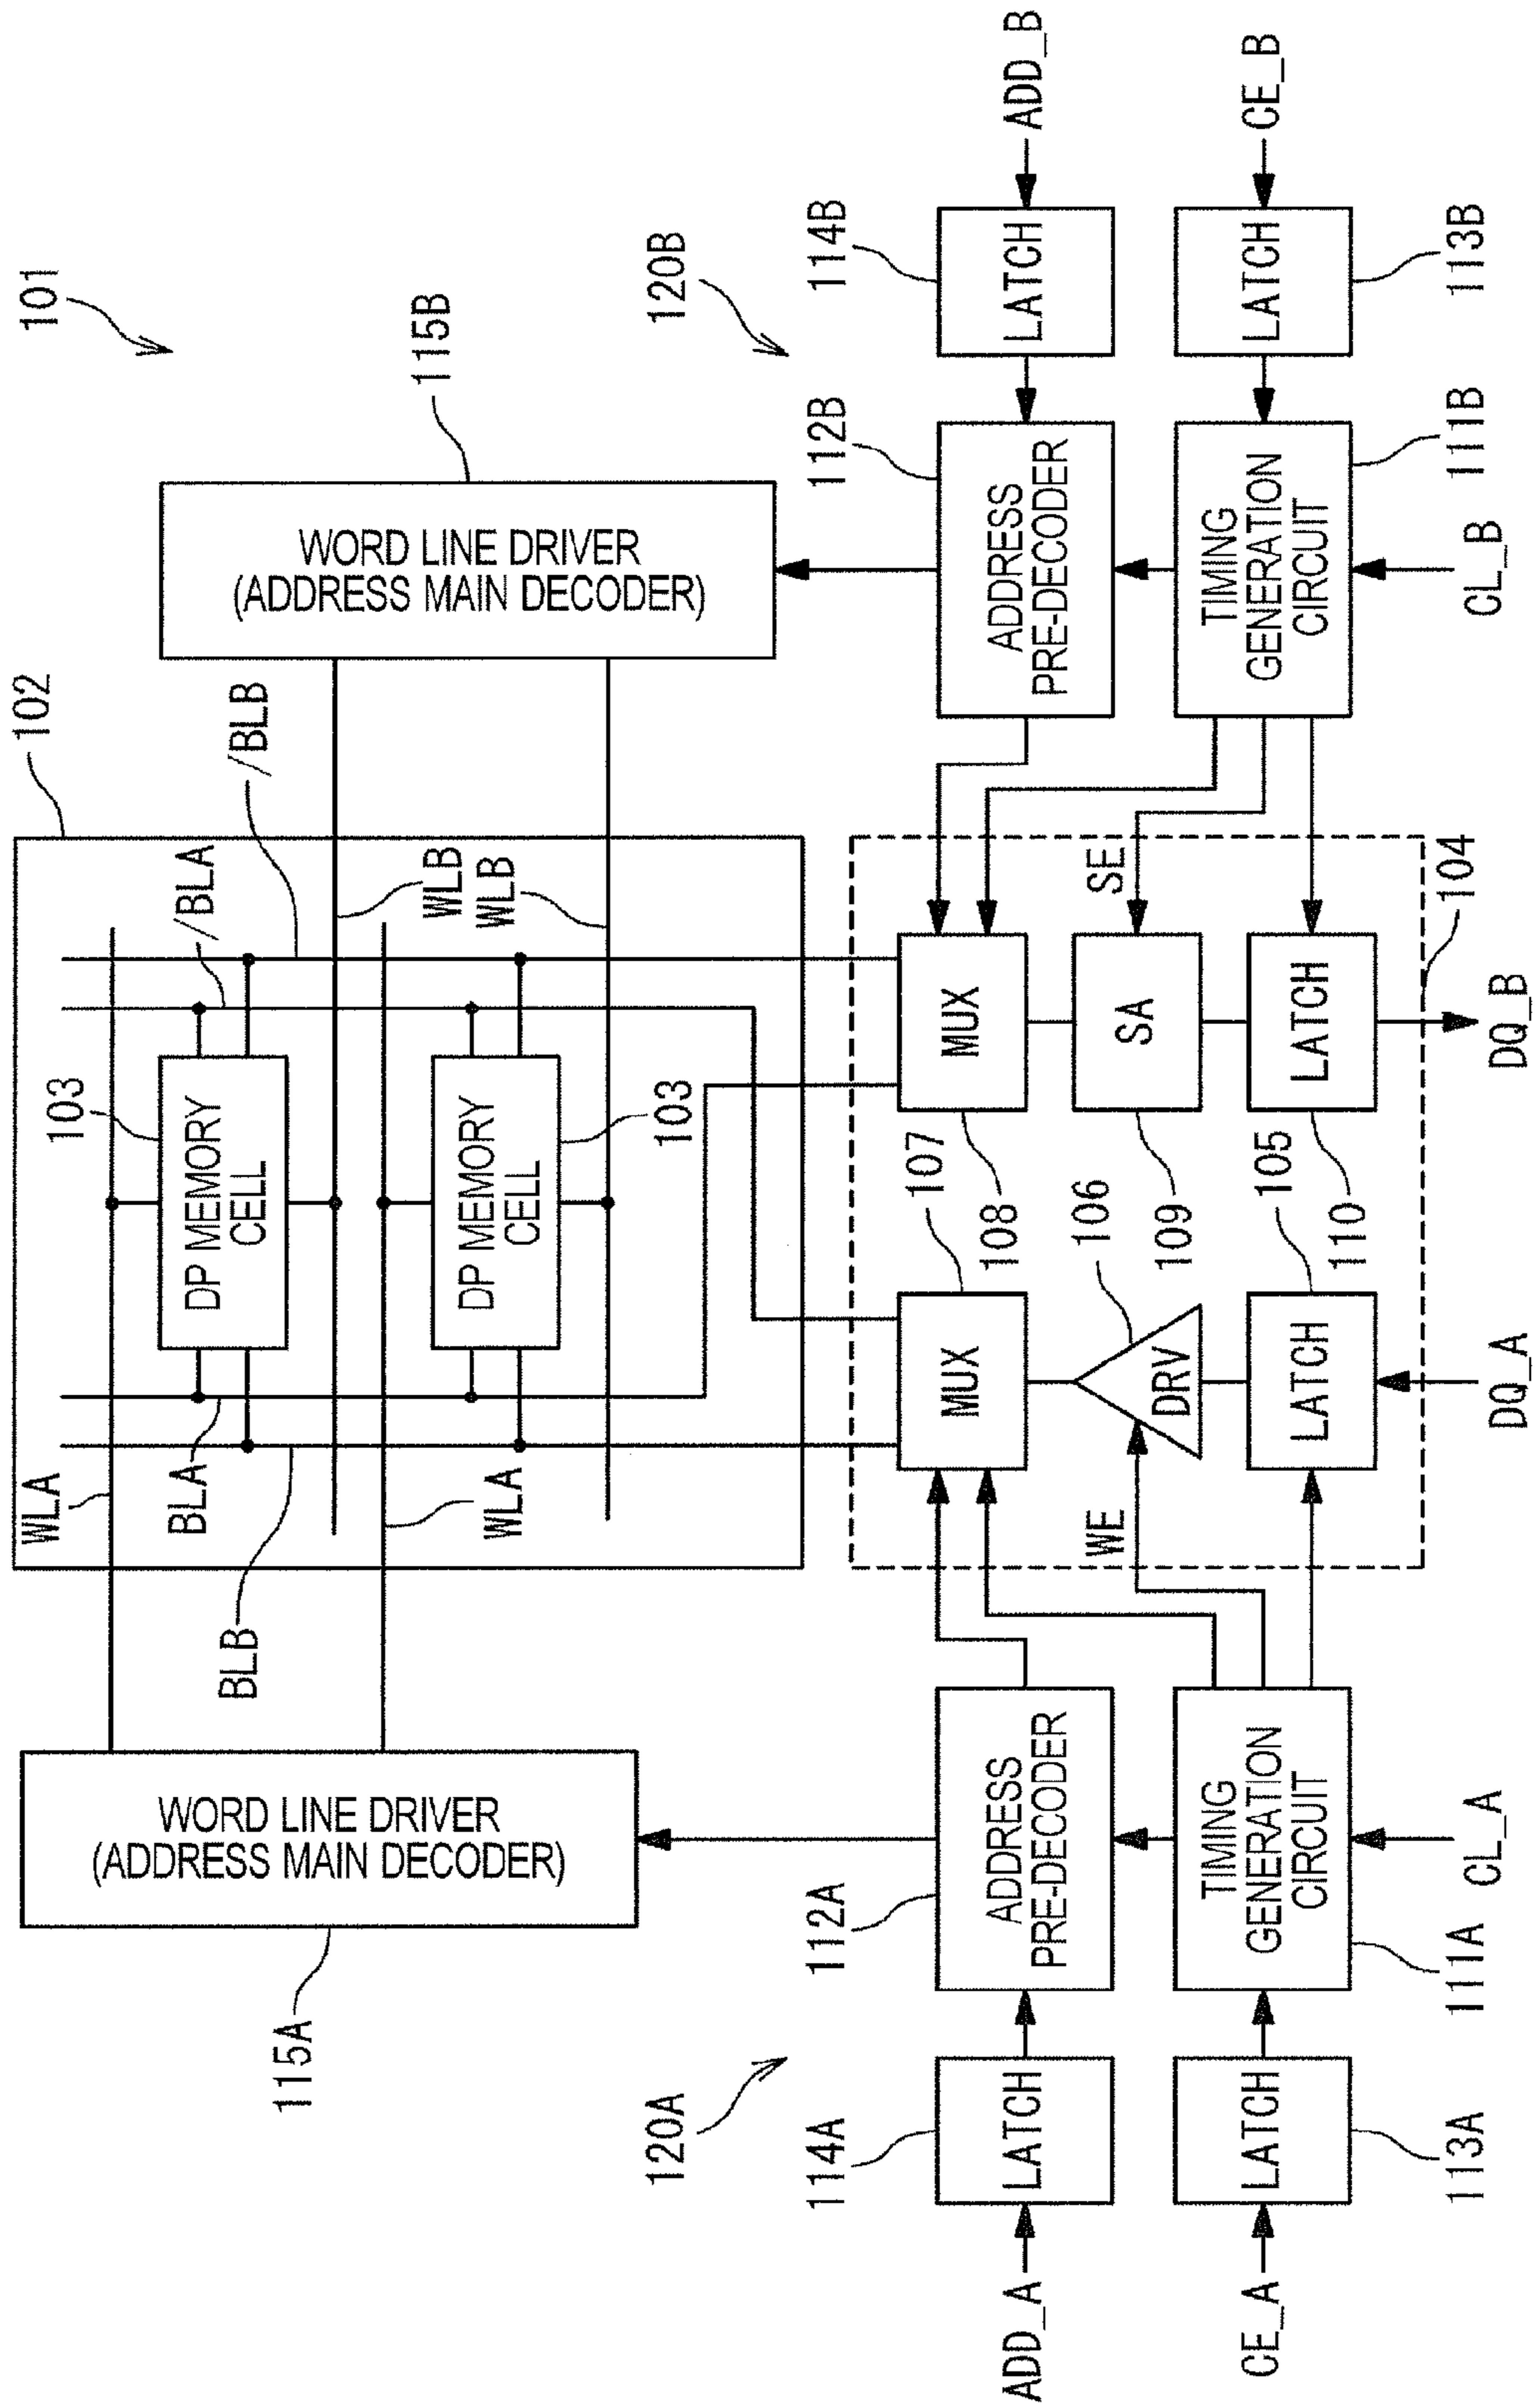 101
102
115B
WORD LINE DRIVER
(ADDRESS MAIN DECODER)
/BLB
/BLA
WLB
WLB
103
DP MEMORY
CELL
DP MEMORY
CELL
103
WLA
BLA
BLB
WLA
WORD LINE DRIVER
(ADDRESS MAIN DECODER)
115A
120B
114B
LATCH
ADD_B
112B
ADDRESS
PRE-DECODER
LATCH
CE_B
113B
TIMING
GENERATION
CIRCUIT
111B
CL_B
SE
104
MUX
108
SA
109
LATCH
110
DQ_B
107
MUX
106
DRV
105
LATCH
DQ_A
WE
120A
112A
ADDRESS
PRE-DECODER
114A
LATCH
ADD_A
TIMING
GENERATION
CIRCUIT
111A
CL_A
LATCH
113A
CE_A